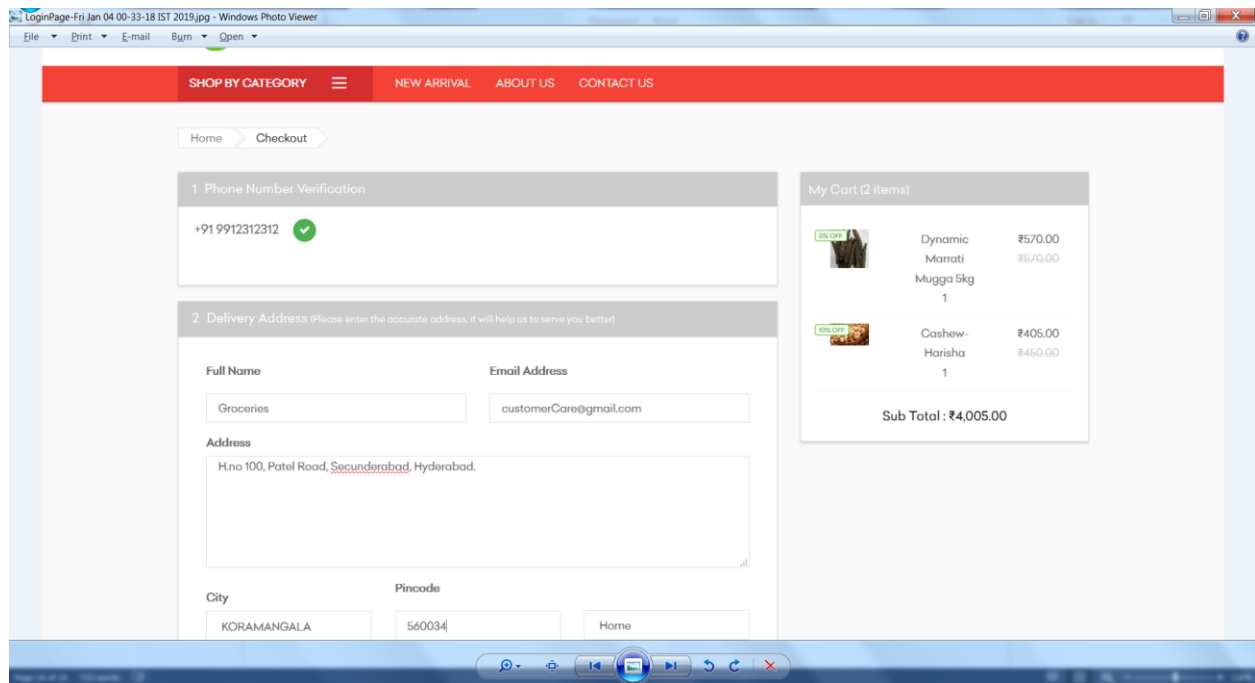 LoginPage-Fri Jan 04 00-33-18 IST 2019.jpg - Windows Photo Viewer
File Print E-mail Burn Open
SHOP BY CATEGORY NEW ARRIVAL ABOUT US CONTACT US
Home Checkout
1 Phone Number Verification
+91 9912312312
2 Delivery Address (Please enter the accurate address, it will help us to serve you better)
Full Name Email Address
Groceries customerCare@gmail.com
Address
H.no 100, Patel Road, Secunderabad, Hyderabad.
City Pincode
KORAMANGALA 560034 Home
My Cart (2 items)
0% OFF Dynamic ₹570.00
Marrati ₹570.00
Mugga 5kg
1
10% OFF Cashew- ₹405.00
Harisha ₹450.00
1
Sub Total : ₹4,005.00